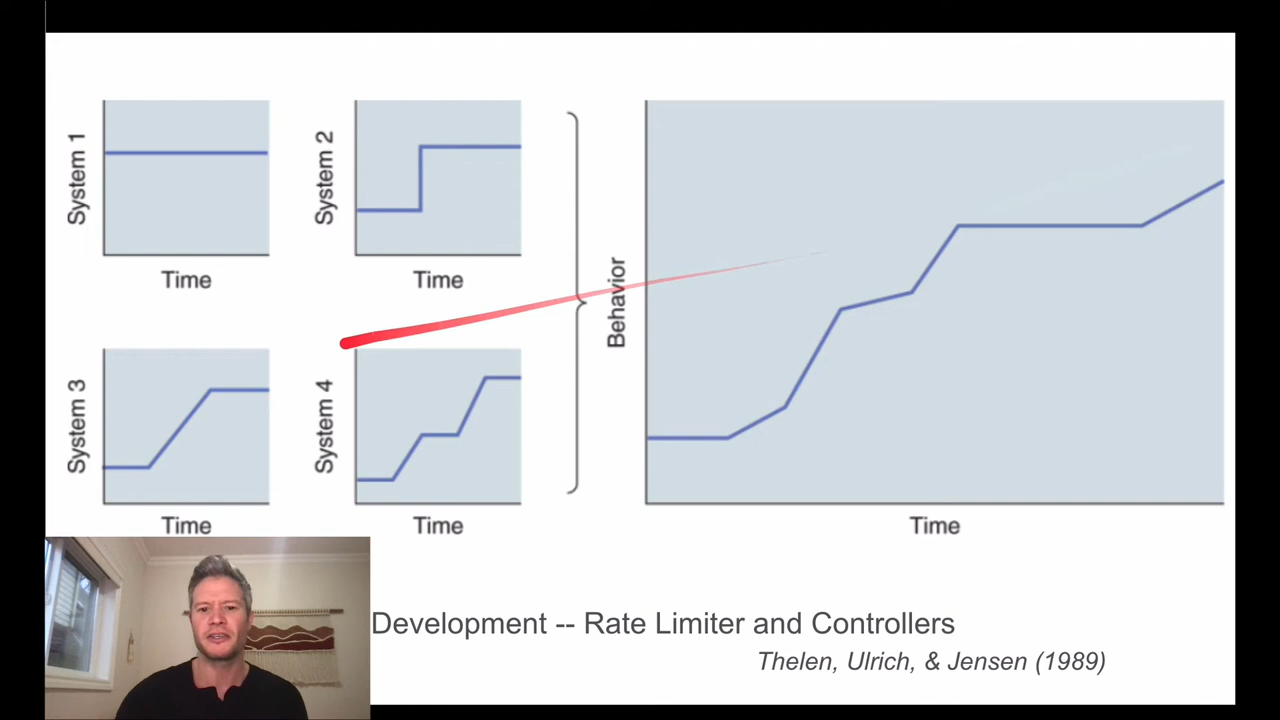 System 1
Time
System 2
Time
System 3
Time
System 4
Time
Behavior
Time
Development -- Rate Limiter and Controllers
Thelen, Ulrich, & Jensen (1989)